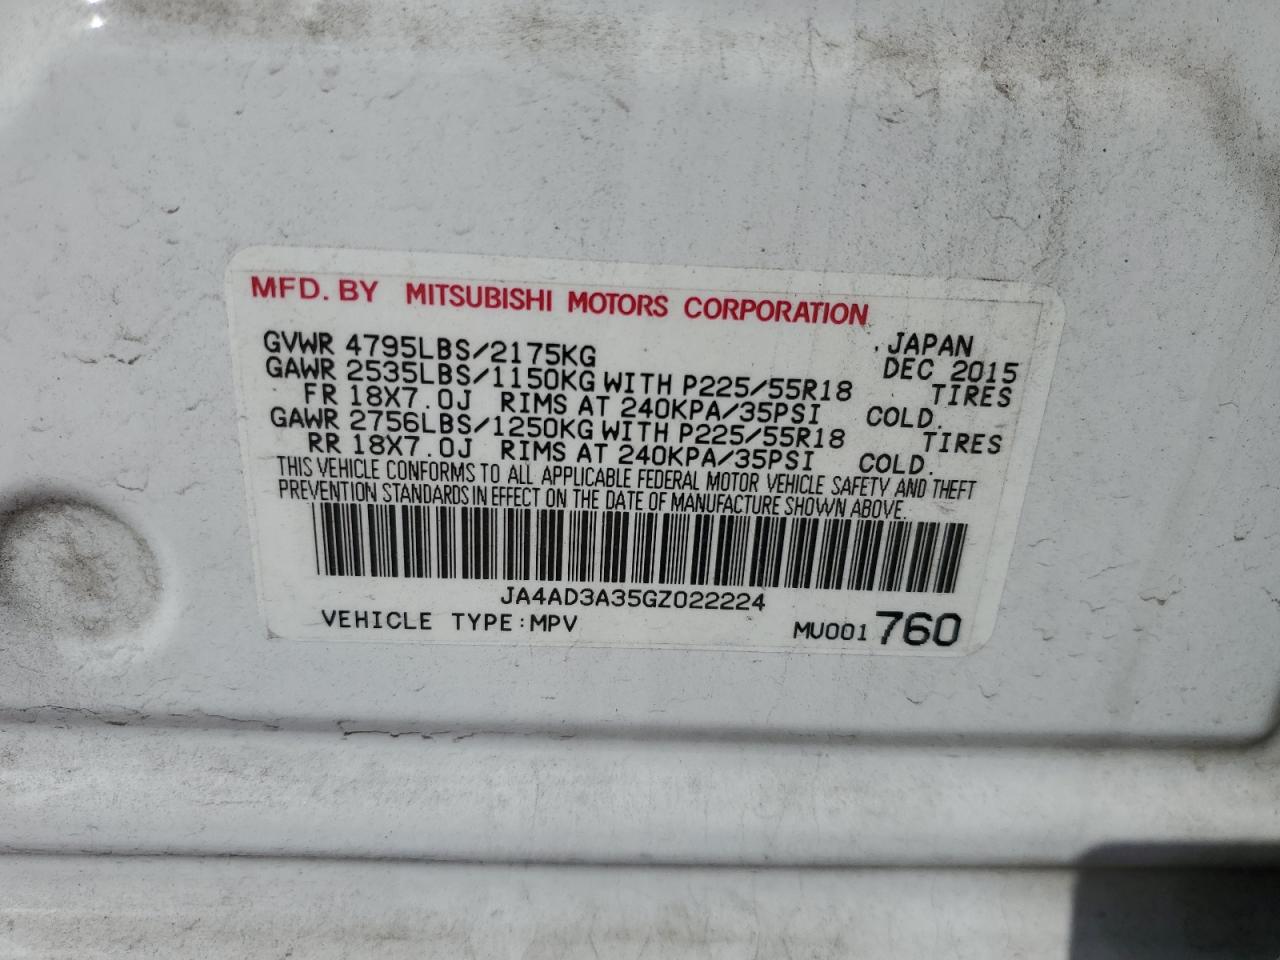 MFD. BY MITSUBISHI MOTORS CORPORATION
. JAPAN
GVWR 4795LBS/2175KG DEC 2015
GAWR 2535LBS/1150KG WITH P225/55R18 TIRES
FR 18X7.0J RIMS AT 240KPA/35PSI COLD.
GAWR 2756LBS/1250KG WITH P225/55R18 TIRES
RR 18X7.0J RIMS AT 240KPA/35PSI COLD.
THIS VEHICLE CONFORMS TO ALL APPLICABLE FEDERAL MOTOR VEHICLE SAFETY AND THEFT
PREVENTION STANDARDS IN EFFECT ON THE DATE OF MANUFACTURE SHOWN ABOVE.
JA4AD3A35GZ022224
VEHICLE TYPE:MPV MU001760